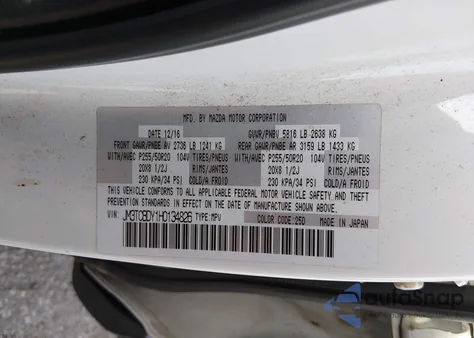 MFD. BY MAZDA MOTOR CORPORATION
DATE 12/16 GVWR/PNBV 5816 LB 2638 KG
FRONT GAWR/PNBE AV 2736 LB 1241 KG REAR GAWR/PNBE AR 3159 LB 1433 KG
WITH/AVEC P255/50R20 104V TIRES/PNEUS WITH/AVEC P255/50R20 104V TIRES/PNEUS
20X8 1/2J RIMS/JANTES 20X8 1/2J RIMS/JANTES
230 KPA/34 PSI COLD/A FROID 230 KPA/34 PSI COLD/A FROID
THIS VEHICLE CONFORMS TO ALL APPLICABLE FEDERAL MOTOR VEHICLE SAFETY, BUMPER, AND THEFT
PREVENTION STANDARDS IN EFFECT ON THE DATE OF MANUFACTURE SHOWN ABOVE.
JM3TCBDY1H0134826 TYPE:MPV COLOR CODE:25D MADE IN JAPAN
autoSnap